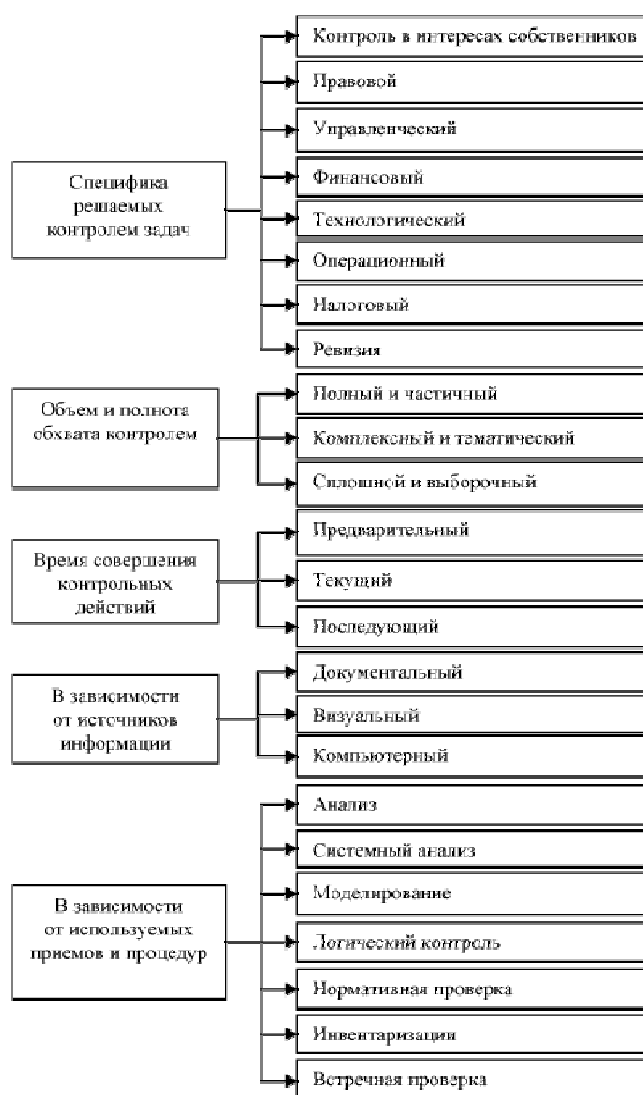 Контроль в интересах собственников
Правовой
Управленческий
Финансовый
Технологический
Операционный
Налоговый
Ревизия
Специфика
решаемых
контролем задач
Полный и частичный
Комплексный и тематический
Сплошной и выборочный
Объем и полнота
обхвата контролем
Предварительный
Текущий
Последующий
Время совершения
контрольных
действий
Документальный
Визуальный
Компьютерный
В зависимости
от источников
информации
Анализ
Системный анализ
Моделирование
Логический контроль
Нормативная проверка
Инвентаризация
Встречная проверка
В зависимости
от используемых
приемов и процедур